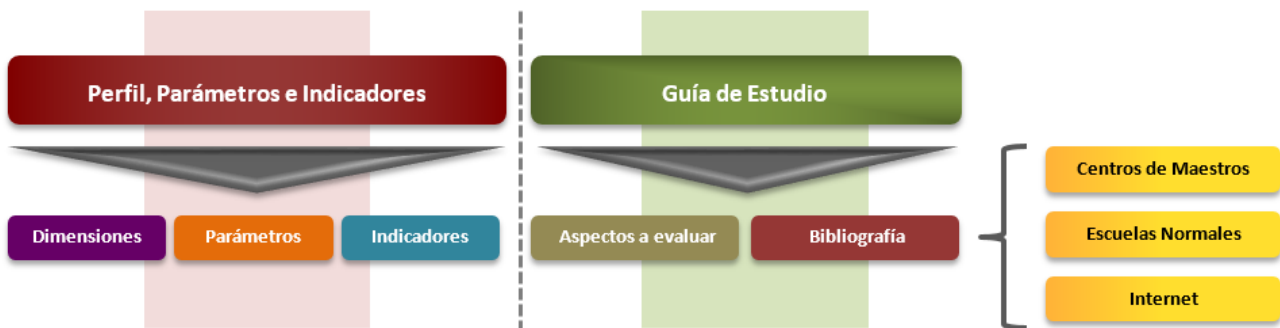 Perfil, Parámetros e Indicadores
Guía de Estudio
Dimensiones
Parámetros
Indicadores
Aspectos a evaluar
Bibliografía
Centros de Maestros
Escuelas Normales
Internet